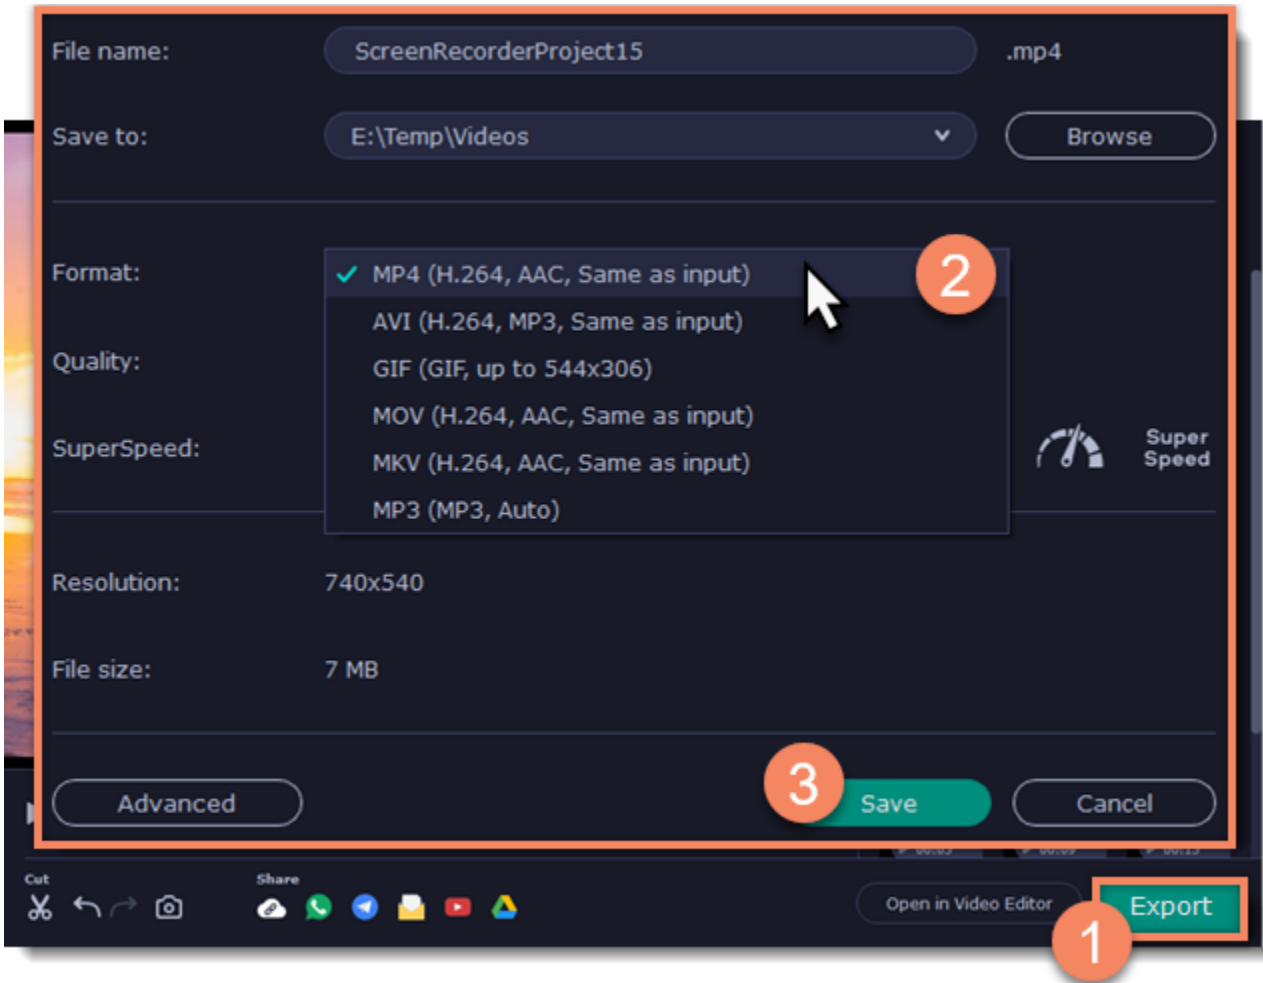 File name:
ScreenRecorderProject15
.mp4
Save to:
E:\Temp\Videos
Browse
Format:
MP4 (H.264, AAC, Same as input)
2
AVI (H.264, MP3, Same as input)
Quality:
GIF (GIF, up to 544x306)
MOV (H.264, AAC, Same as input)
SuperSpeed:
Super
Speed
MKV (H.264, AAC, Same as input)
MP3 (MP3, Auto)
Resolution:
740x540
File size:
7 MB
Advanced
3
Save
Cancel
Cut
Share
Open in Video Editor
Export
1